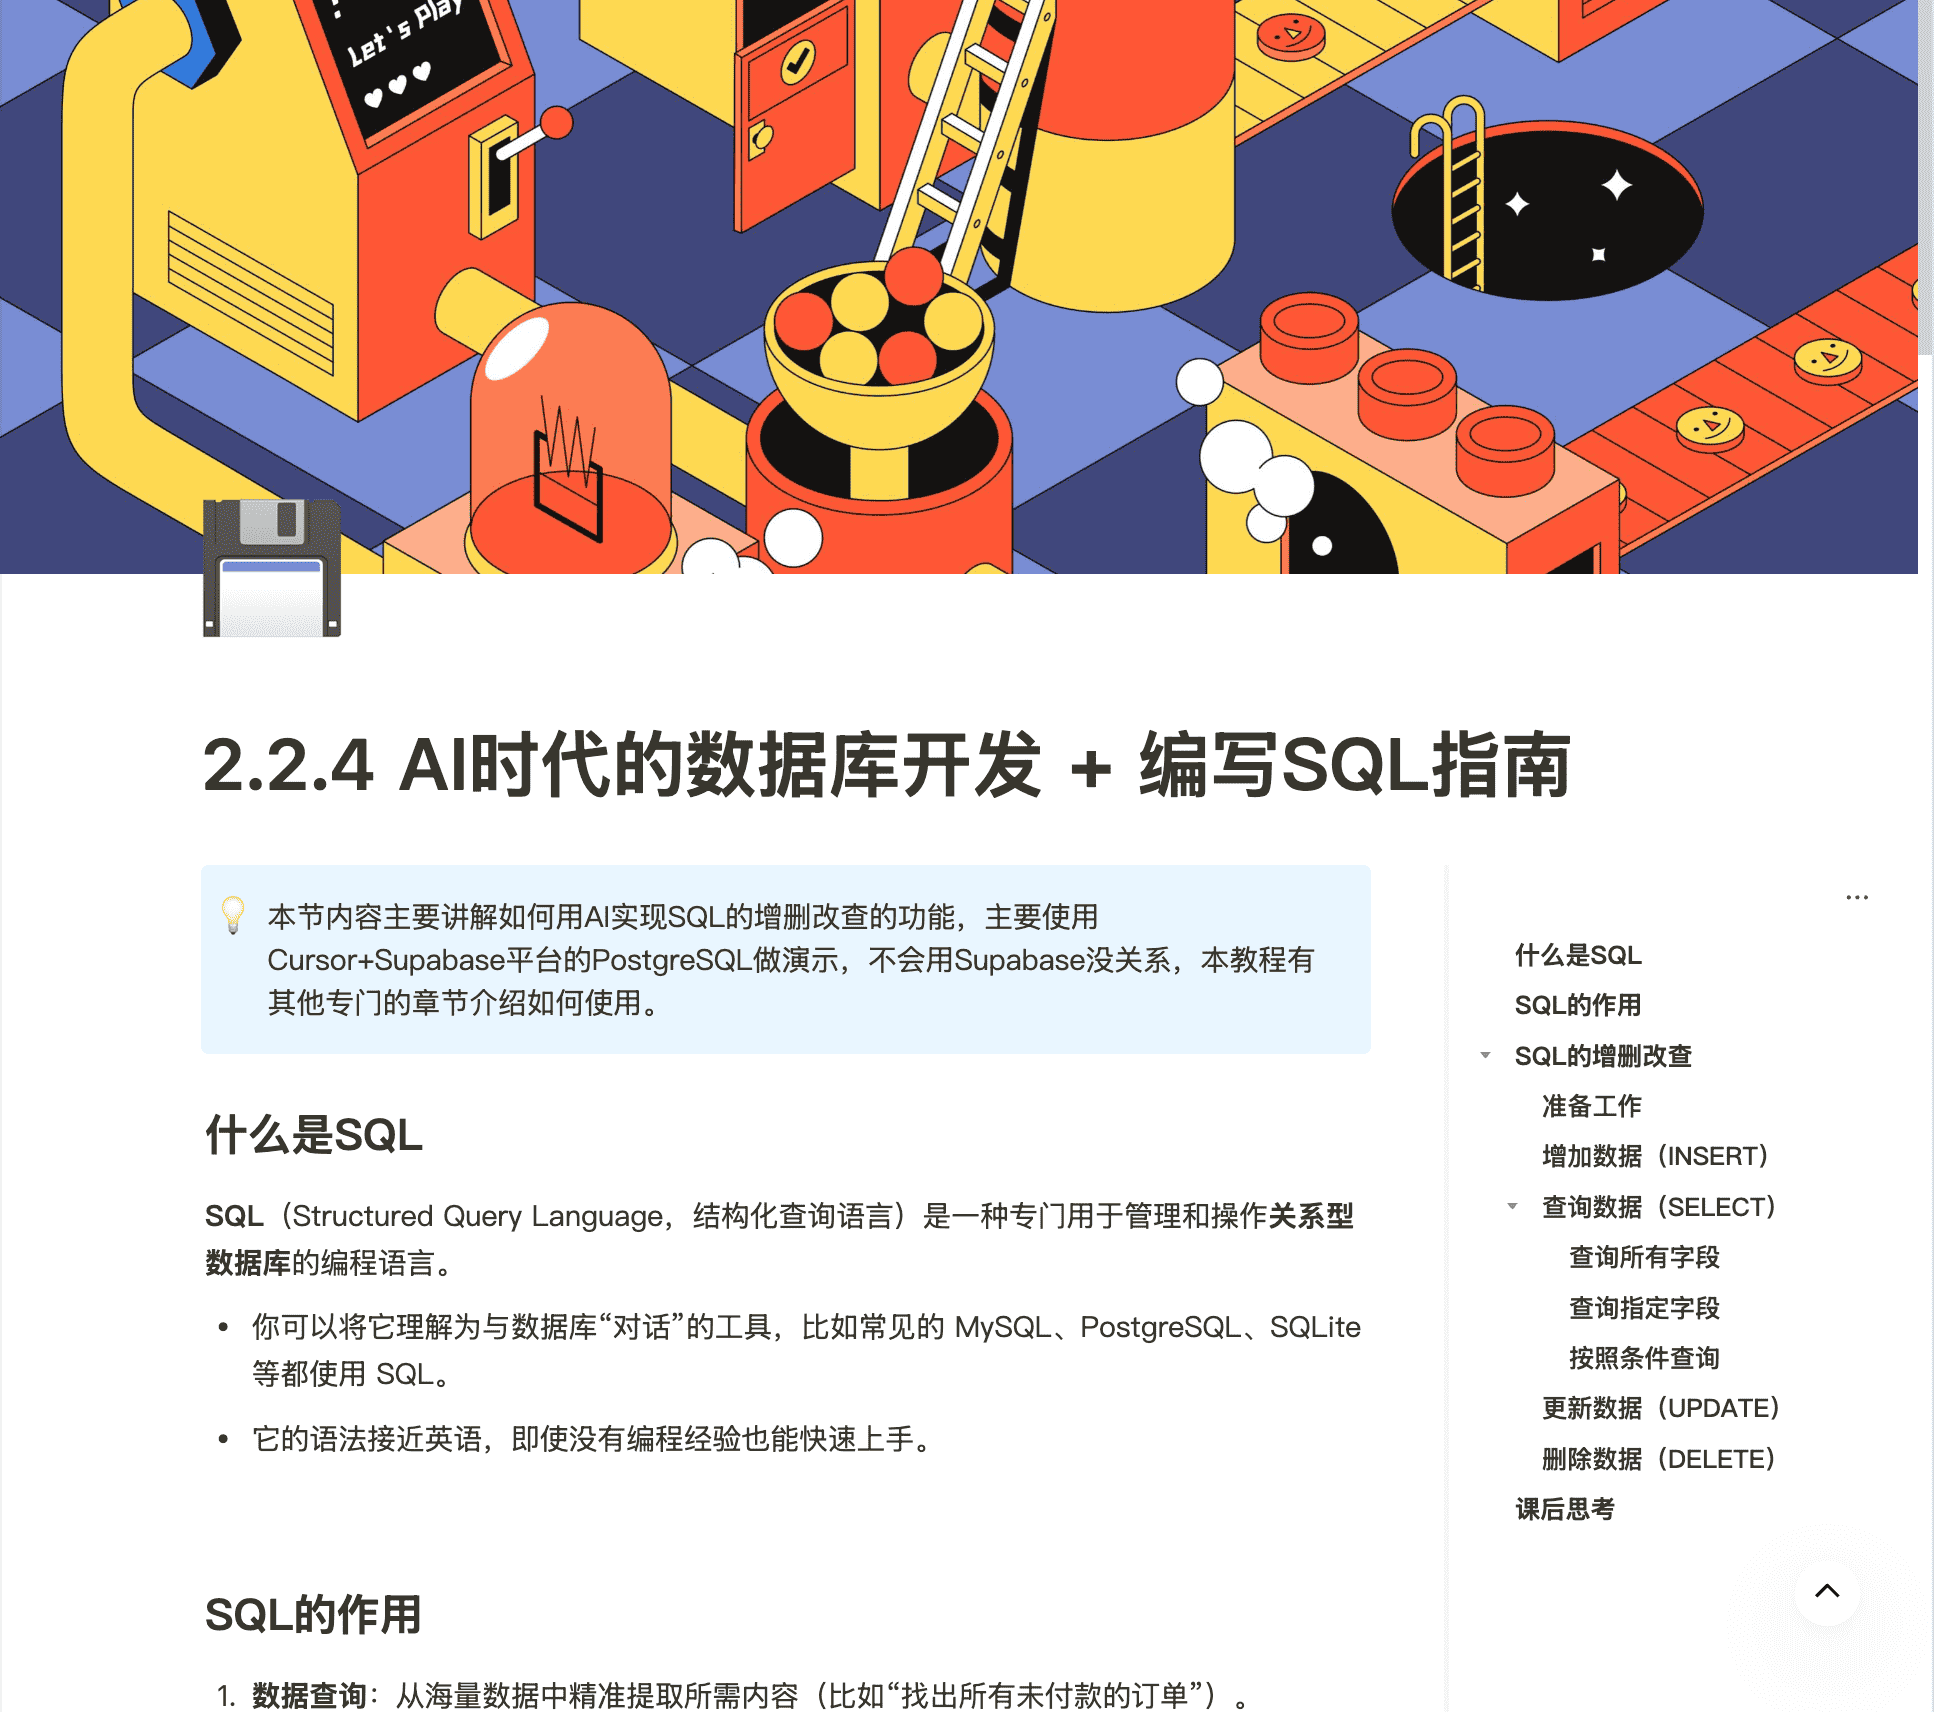 Let's Play
2.2.4 AI时代的数据库开发 + 编写SQL指南
本节内容主要讲解如何用AI实现SQL的增删改查的功能，主要使用
Cursor+Supabase平台的PostgreSQL做演示，不会用Supabase没关系，本教程有
其他专门的章节介绍如何使用。
什么是SQL
SQL（Structured Query Language，结构化查询语言）是一种专门用于管理和操作关系型
数据库的编程语言。
• 你可以将它理解为与数据库“对话”的工具，比如常见的 MySQL、PostgreSQL、SQLite
等都使用 SQL。
• 它的语法接近英语，即使没有编程经验也能快速上手。
SQL的作用
1. 数据查询：从海量数据中精准提取所需内容（比如“找出所有未付款的订单”）。
什么是SQL
SQL的作用
SQL的增删改查
准备工作
增加数据（INSERT）
查询数据（SELECT）
查询所有字段
查询指定字段
按照条件查询
更新数据（UPDATE）
删除数据（DELETE）
课后思考